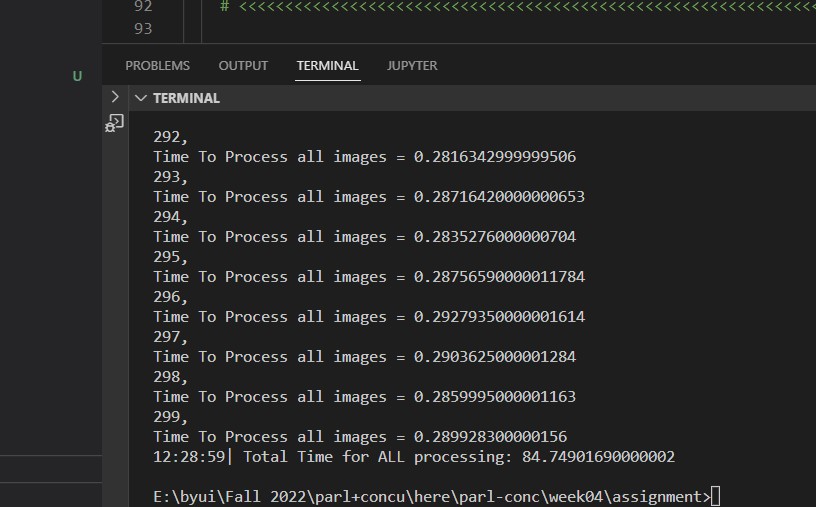 92 # <<<<<<<<<<<<<<<<<<<<<<<<<<<<<<<<<<<<<<<<<<<<<<<<<<<<<<<<<<<<<<<<<<
93
U
PROBLEMS OUTPUT TERMINAL JUPYTER
TERMINAL
292,
Time To Process all images = 0.2816342999999506
293,
Time To Process all images = 0.28716420000000653
294,
Time To Process all images = 0.2835276000000704
295,
Time To Process all images = 0.28756590000011784
296,
Time To Process all images = 0.29279350000001614
297,
Time To Process all images = 0.2903625000001284
298,
Time To Process all images = 0.2859995000001163
299,
Time To Process all images = 0.289928300000156
12:28:59| Total Time for ALL processing: 84.74901690000002
E:\byui\Fall 2022\parl+concu\here\parl-conc\week04\assignment>